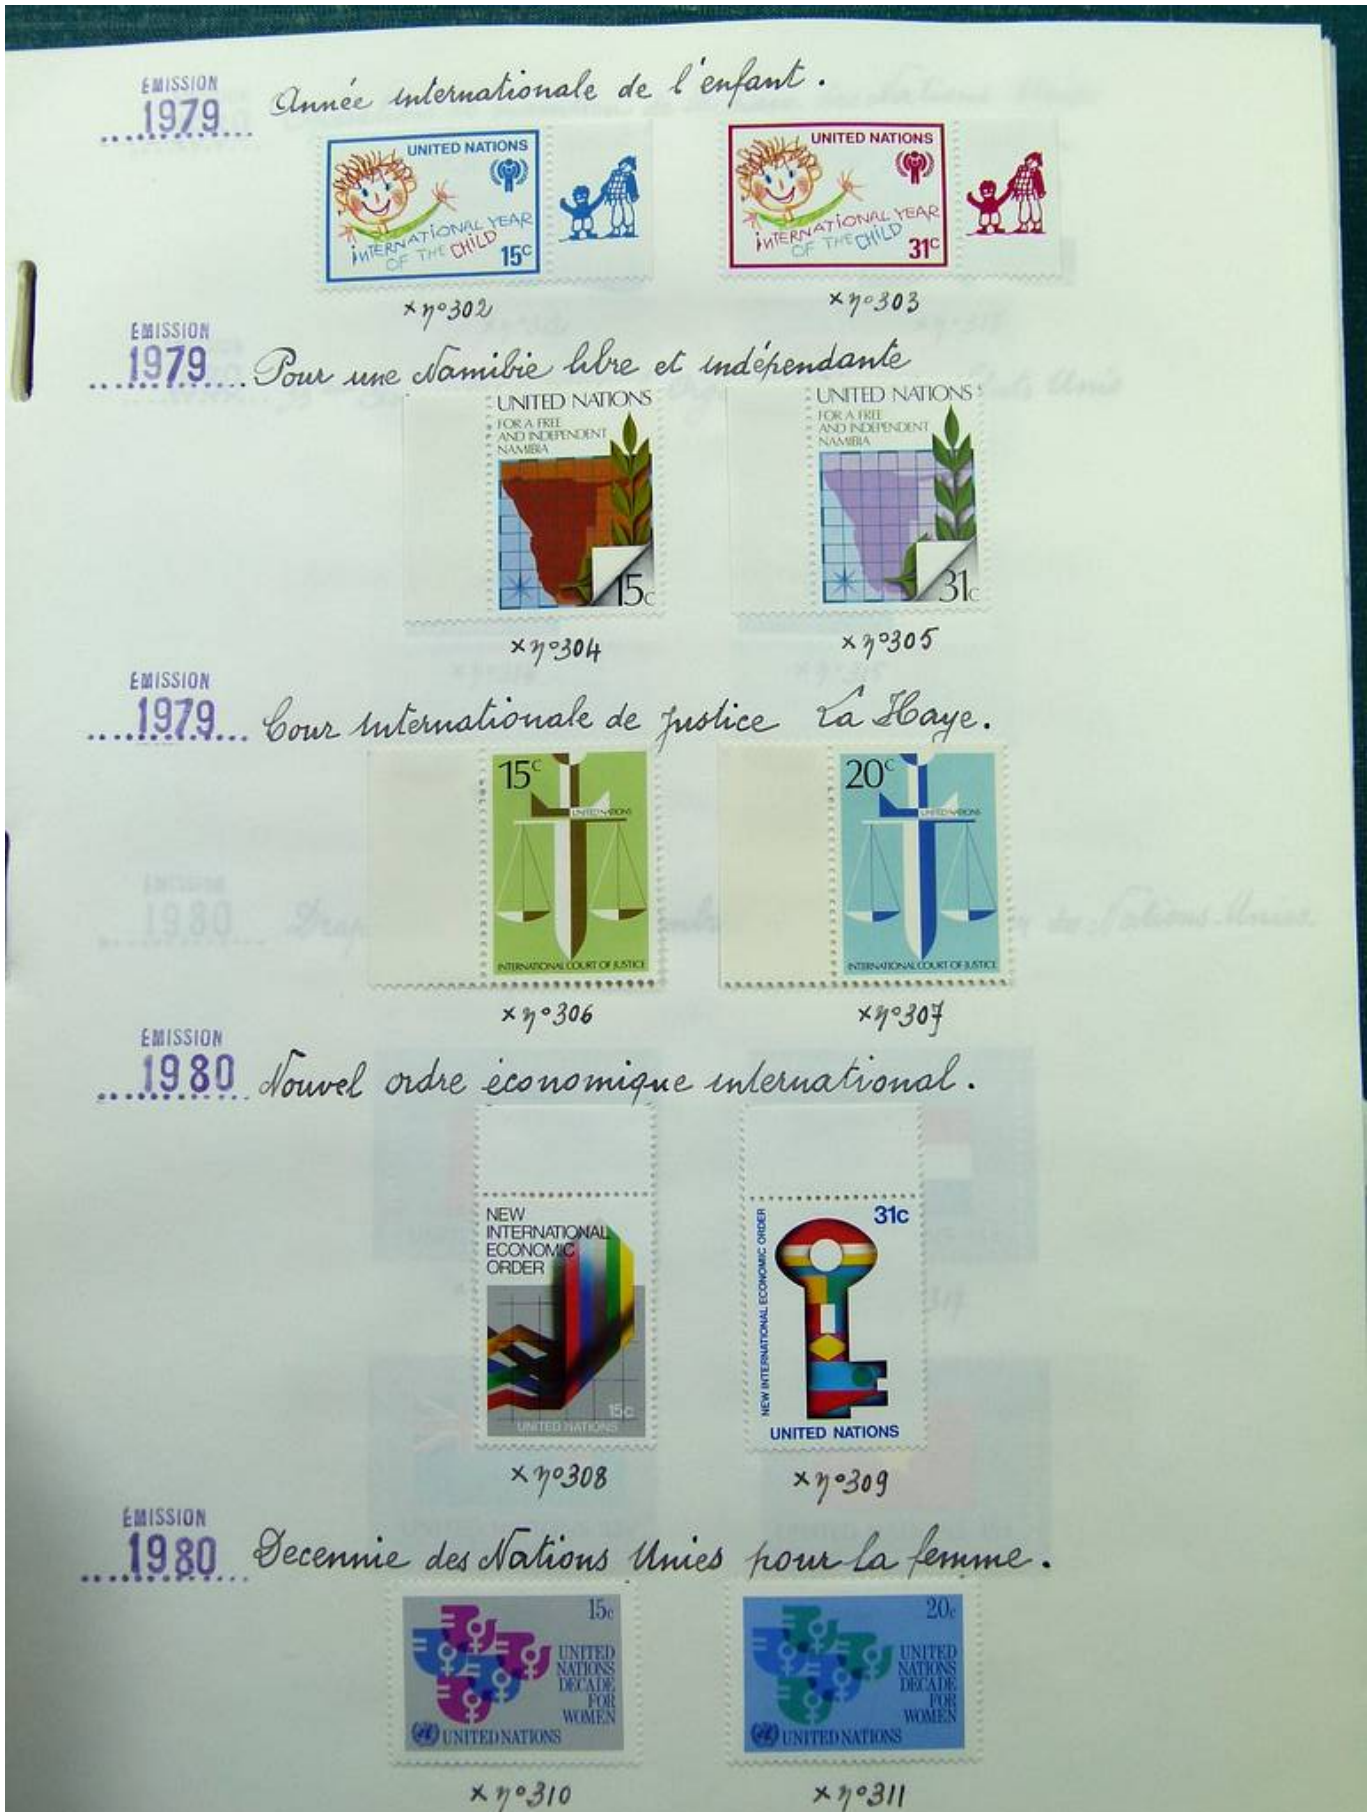 ÉMISSION
1979 Année internationale de l'enfant.
UNITED NATIONS
INTERNATIONAL YEAR
OF THE CHILD
15c
UNITED NATIONS
INTERNATIONAL YEAR
OF THE CHILD
31c
x n°302
x n°303
ÉMISSION
1979 Pour une Namibie libre et indépendante
UNITED NATIONS
FOR A FREE
AND INDEPENDENT
NAMIBIA
15c
UNITED NATIONS
FOR A FREE
AND INDEPENDENT
NAMIBIA
31c
x n°304
x n°305
ÉMISSION
1979 Cour internationale de justice La Haye.
15c
UNITED NATIONS
INTERNATIONAL COURT OF JUSTICE
20c
UNITED NATIONS
INTERNATIONAL COURT OF JUSTICE
x n°306
x n°307
ÉMISSION
1980 Nouvel ordre économique international.
NEW
INTERNATIONAL
ECONOMIC
ORDER
15c
UNITED NATIONS
31c
NEW INTERNATIONAL ECONOMIC ORDER
UNITED NATIONS
x n°308
x n°309
ÉMISSION
1980 Decennie des Nations Unies pour la femme.
15c
UNITED
NATIONS
DECADE
FOR
WOMEN
UNITED NATIONS
20c
UNITED
NATIONS
DECADE
FOR
WOMEN
UNITED NATIONS
x n°310
x n°311